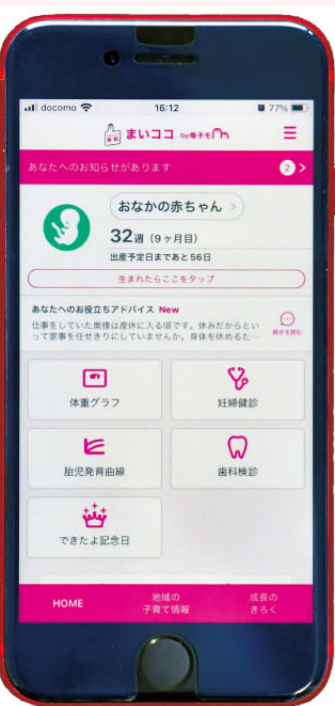 docomo 16:12 77%
まいココ by母子モ
あなたへのお知らせがあります 2
おなかの赤ちゃん
32週（9ヶ月目）
出産予定日まであと56日
生まれたらここをタップ
あなたへのお役立ちアドバイス New
仕事をしていた奥様は産休に入る頃です。休みだからとい
って家事を任せきりにしていませんか。身体を休めるた…
続きを読む
体重グラフ 妊婦健診
胎児発育曲線 歯科検診
できたよ記念日
HOME 地域の 成長の
子育て情報 きろく